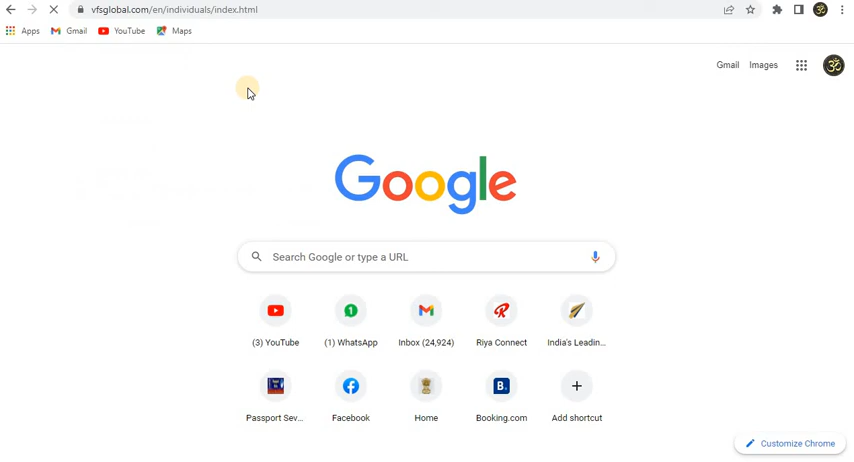 vfsglobal.com/en/individuals/index.html
Apps Gmail YouTube Maps
Gmail Images
ॐ
ॐ
Google
Search Google or type a URL
1
(3) YouTube (1) WhatsApp Inbox (24,924) Riya Connect India's Leadin...
B.
Passport Sev... Facebook Home Booking.com Add shortcut
Customize Chrome